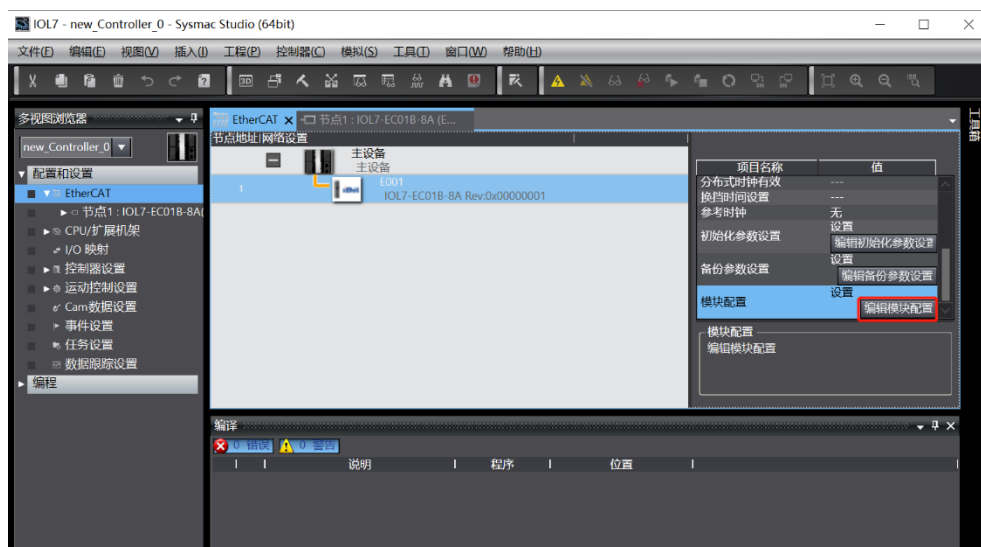 IOL7 - new_Controller_0 - Sysmac Studio (64bit)
文件(F) 编辑(E) 视图(V) 插入(I) 工程(P) 控制器(C) 模拟(S) 工具(T) 窗口(W) 帮助(H)
多视图浏览器
new_Controller_0
配置和设置
EtherCAT
节点1 : IOL7-EC01B-8A(
CPU/扩展机架
I/O 映射
控制器设置
运动控制设置
Cam数据设置
事件设置
任务设置
数据跟踪设置
编程
EtherCAT 节点1 : IOL7-EC01B-8A (E...
节点地址 网络设置
主设备
主设备
1
E001
IOL7-EC01B-8A Rev:0x00000001
项目名称 值
分布式时钟有效 ---
换挡时间设置 ---
参考时钟 无
初始化参数设置 设置
编辑初始化参数设置
备份参数设置 设置
编辑备份参数设置
模块配置 设置
编辑模块配置
模块配置
编辑模块配置
工具箱
编译
0 错误 0 警告
说明 程序 位置